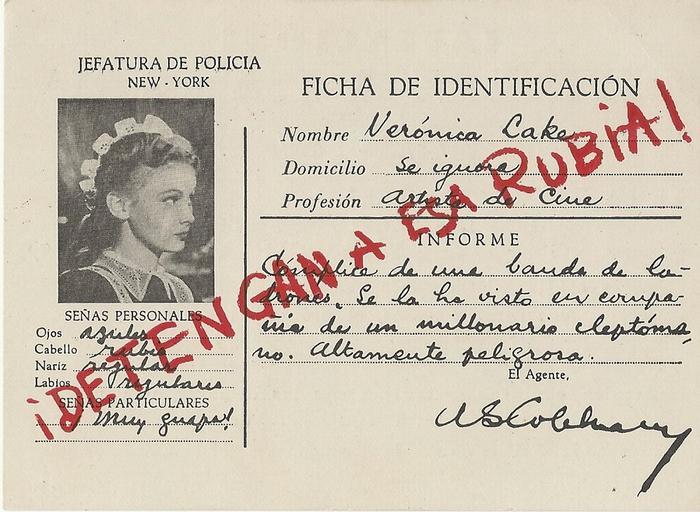 JEFATURA DE POLICIA
NEW-YORK
FICHA DE IDENTIFICACIÓN
Nombre Verónica Lake
Domicilio Se ignora
Profesión Artista de Cine
INFORME
Cómplice de una banda de la-
drones. Se la ha visto en compa-
ñia de un millonario cleptóma-
no. Altamente peligrosa.
El Agente,
SEÑAS PERSONALES
Ojos azules
Cabello rubio
Nariz regular
Labios regulares
SEÑAS PARTICULARES
Muy guapa!
¡DETENGAN A ESA RUBIA!